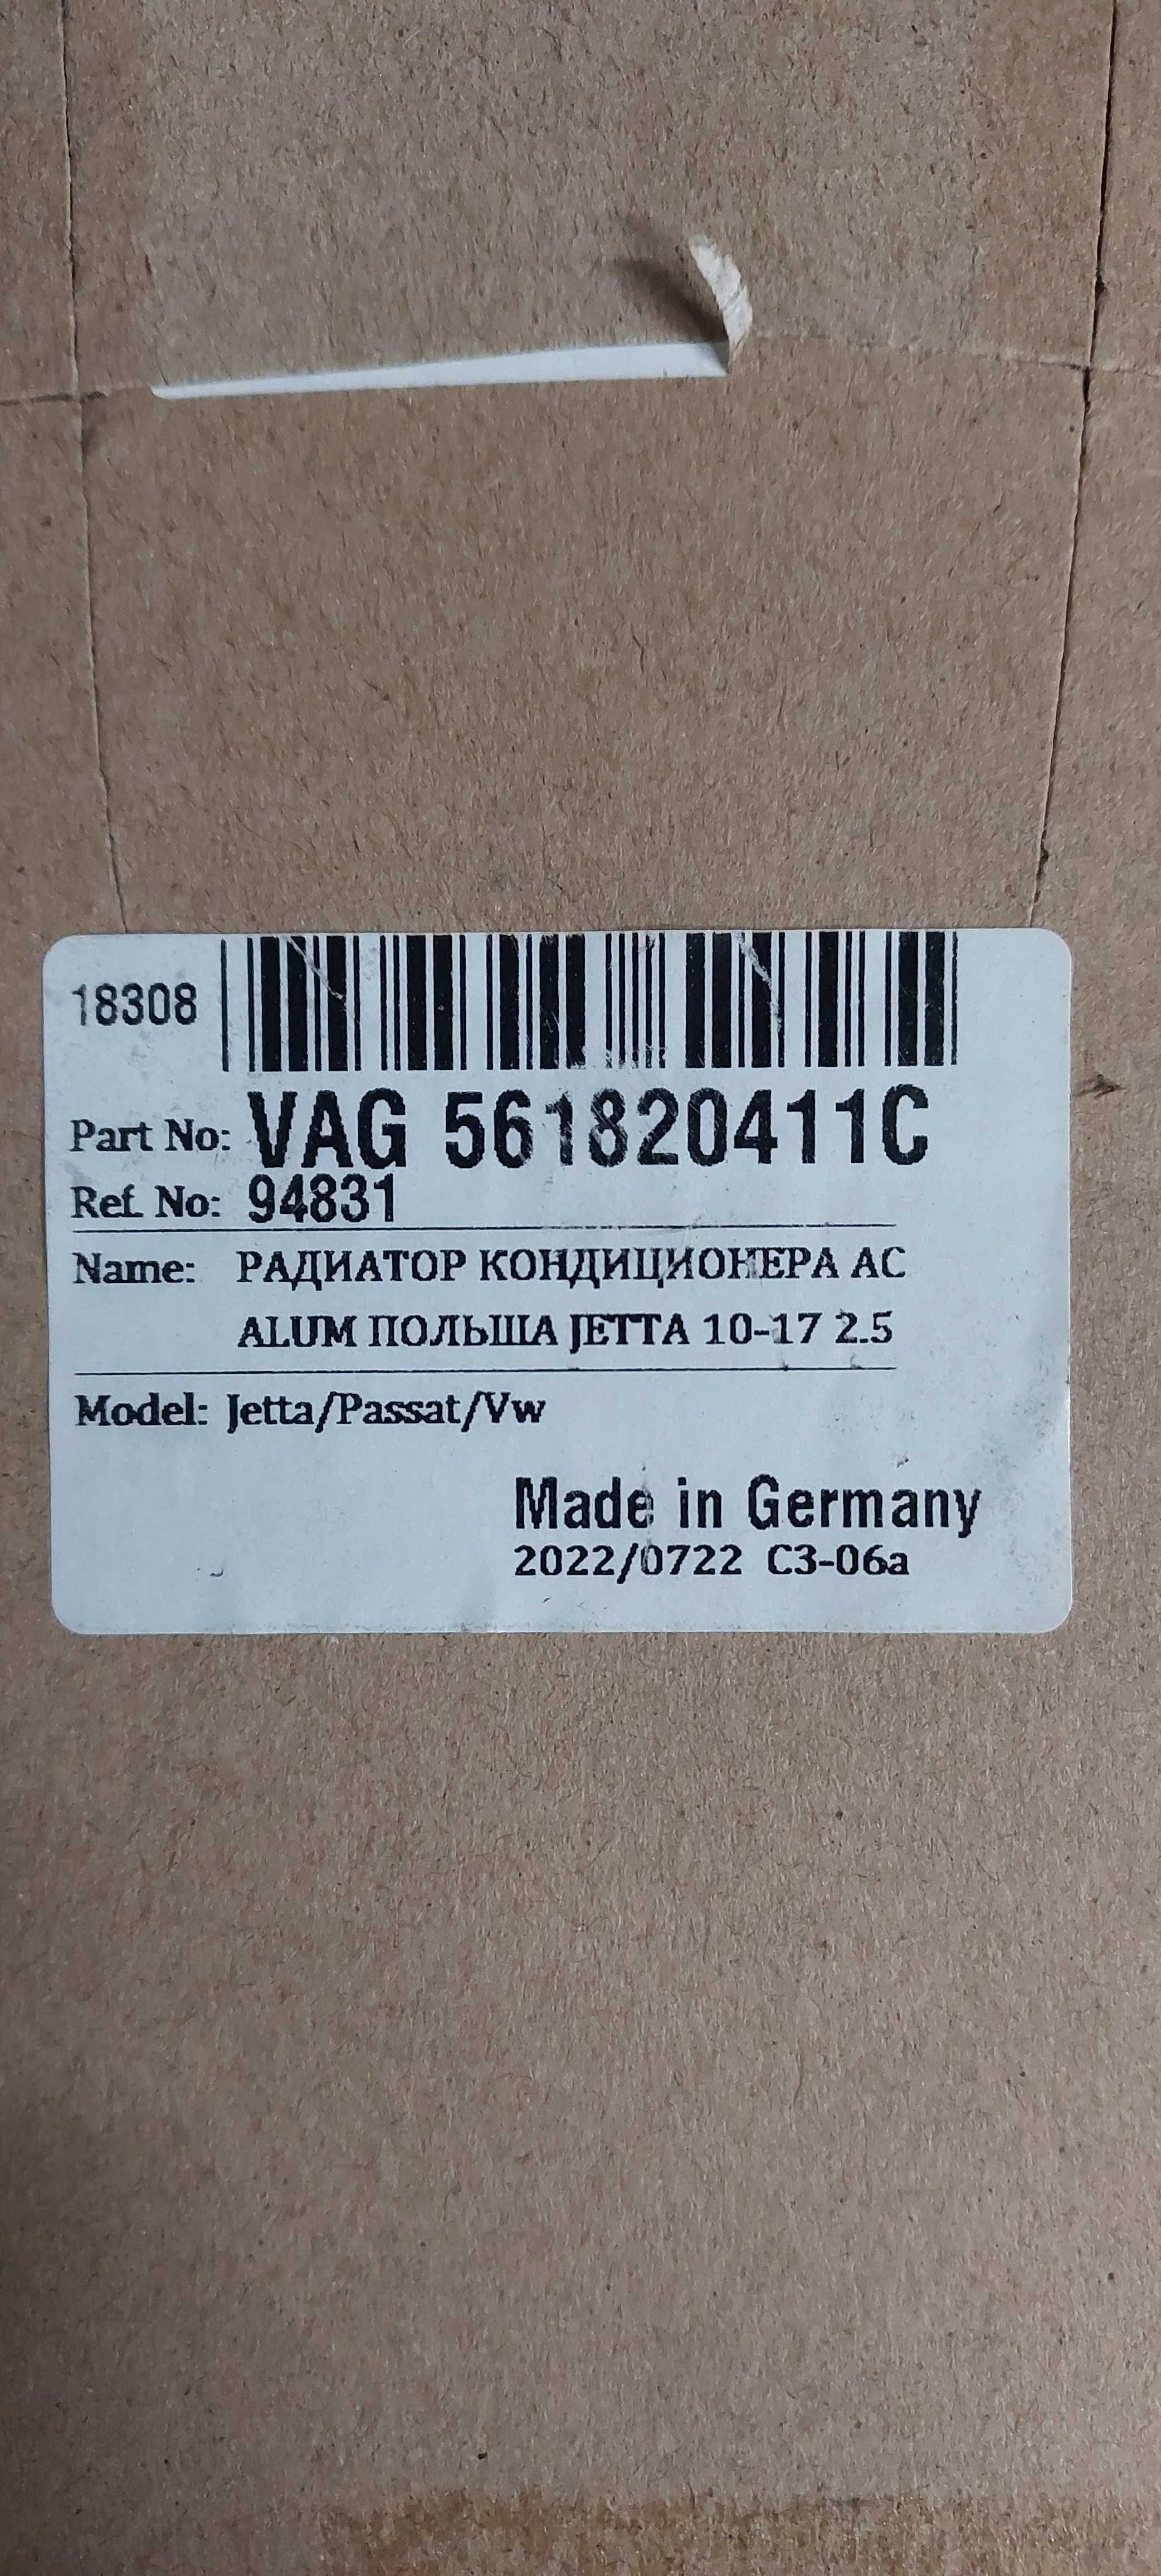 18308
Part No: VAG 561820411C
Ref. No: 94831
Name: РАДИАТОР КОНДИЦИОНЕРА AC
ALUM ПОЛЬША JETTA 10-17 2.5
Model: Jetta/Passat/Vw
Made in Germany
2022/0722 C3-06a